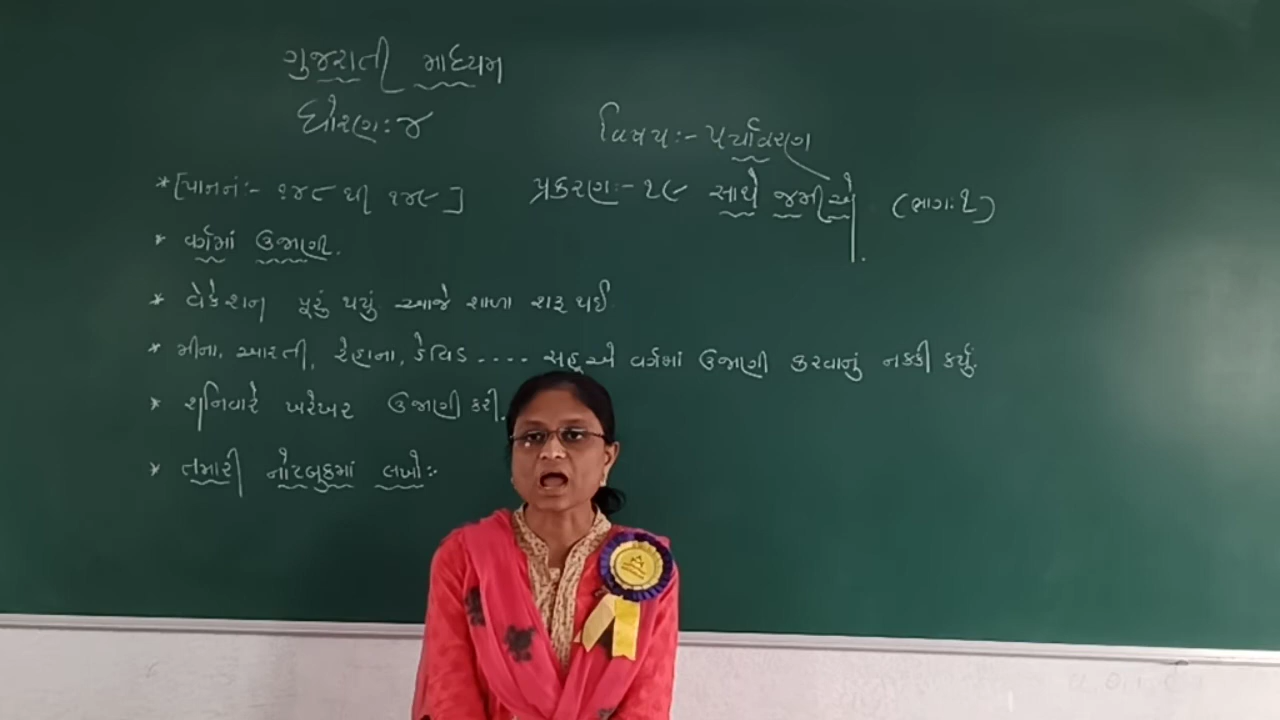 ગુજરાતી માધ્યમ
ધોરણઃ૪
વિષયઃ- પર્યાવરણ
*[પાનનંઃ- ૧૪૮ થી ૧૪૯]
પ્રકરણઃ- ૧૯ સાથે જમીએ (ભાગઃ૧)
* વર્ગમાં ઉજાણી.
* વેકેશન પૂરું થયું આજે શાળા શરૂ થઈ
* મીના, આરતી, રેહાના, ડેવિડ .... સહૂએ વર્ગમાં ઉજાણી કરવાનું નક્કી કર્યું.
* શનિવારે ખરેખર ઉજાણી કરી.
* તમારી નોટબુકમાં લખોઃ-